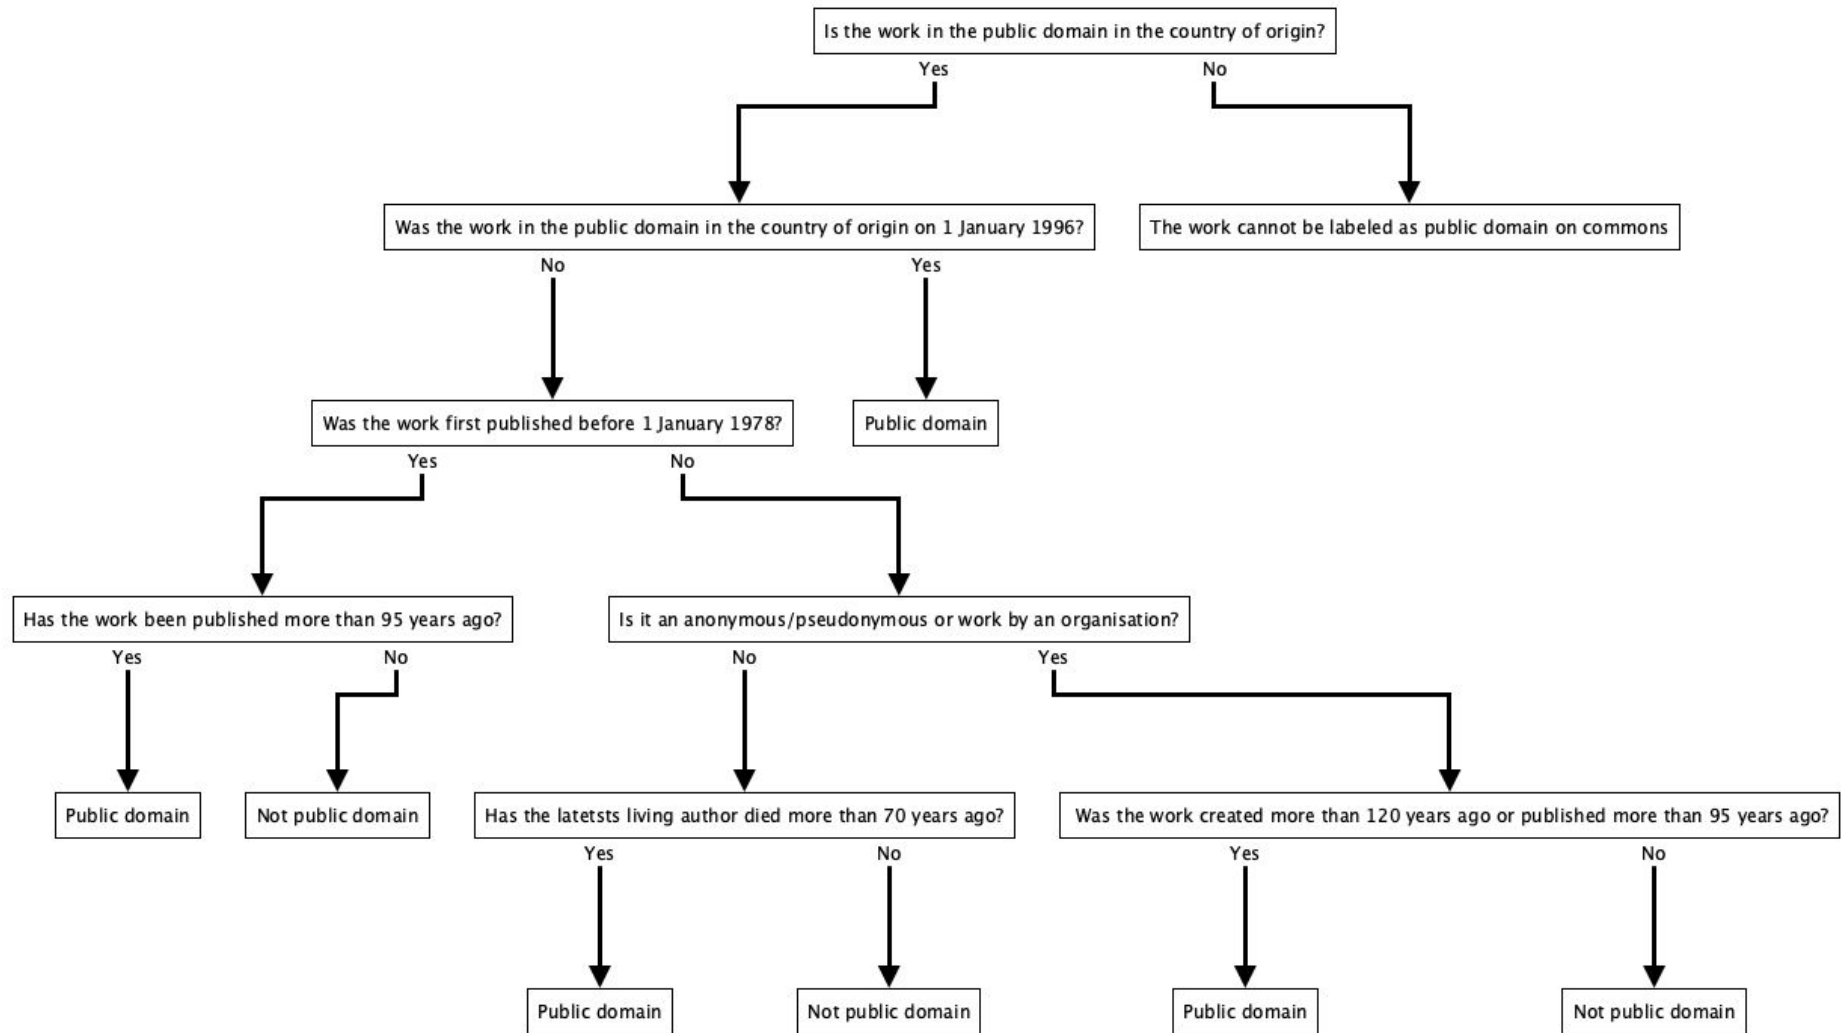 Is the work in the public domain in the country of origin?
Yes
No
Was the work in the public domain in the country of origin on 1 January 1996?
The work cannot be labeled as public domain on commons
No
Yes
Was the work first published before 1 January 1978?
Public domain
Yes
No
Has the work been published more than 95 years ago?
Is it an anonymous/pseudonymous or work by an organisation?
Yes
No
No
Yes
Public domain
Not public domain
Has the latetsts living author died more than 70 years ago?
Was the work created more than 120 years ago or published more than 95 years ago?
Yes
No
Yes
No
Public domain
Not public domain
Public domain
Not public domain